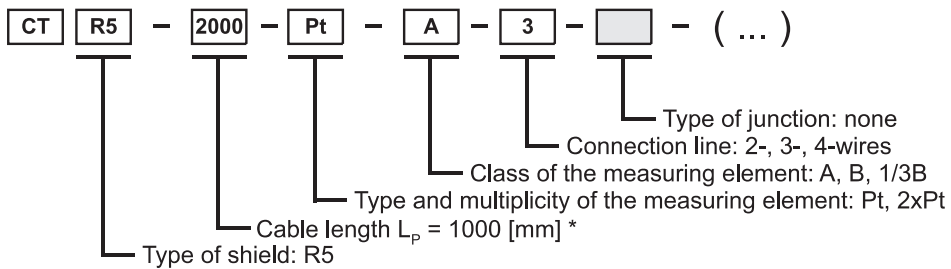 CT R5 - 2000 - Pt - A - 3 - - (...)
Type of junction: none
Connection line: 2-, 3-, 4-wires
Class of the measuring element: A, B, 1/3B
Type and multiplicity of the measuring element: Pt, 2xPt
Cable length LP = 1000 [mm] *
Type of shield: R5